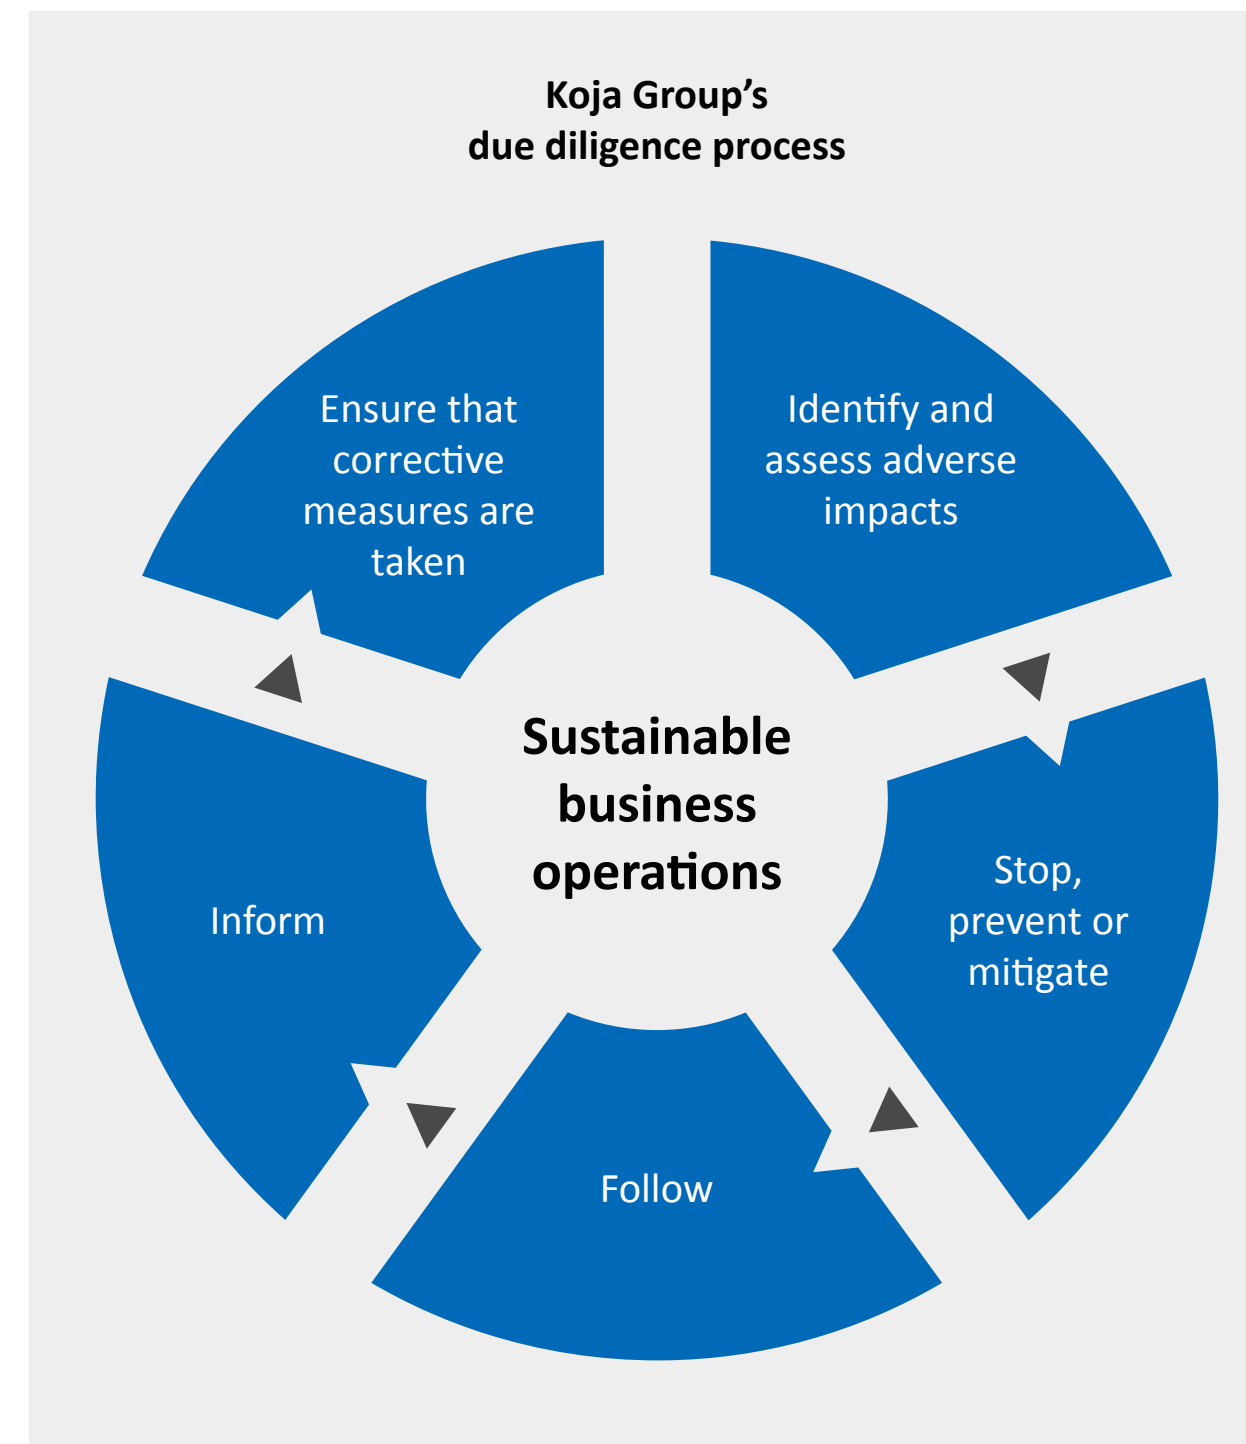 Koja Group’s
due diligence process
Identify and
assess adverse
impacts
Stop,
prevent or
mitigate
Follow
Inform
Ensure that
corrective
measures are
taken
Sustainable
business
operations